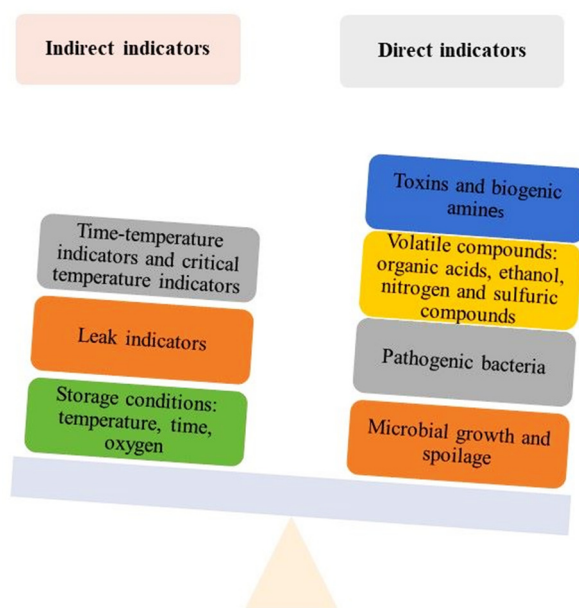 Indirect indicators
Direct indicators
Time-temperature
indicators and critical
temperature indicators
Leak indicators
Storage conditions:
temperature, time,
oxygen
Toxins and biogenic
amines
Volatile compounds:
organic acids, ethanol,
nitrogen and sulfuric
compounds
Pathogenic bacteria
Microbial growth and
spoilage